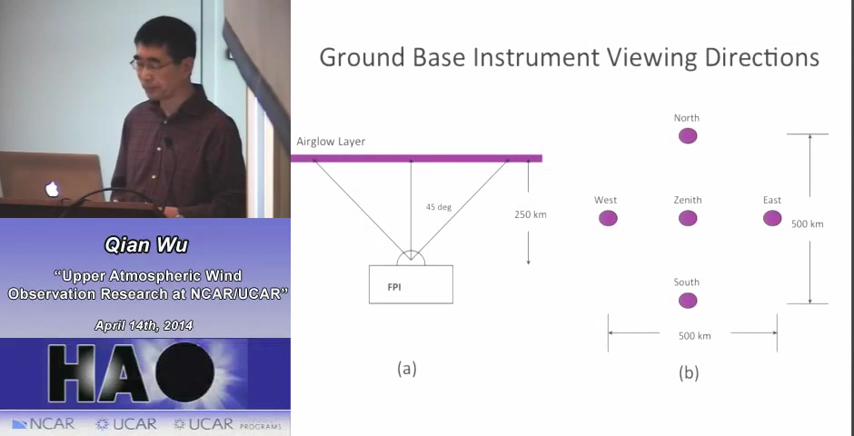 Ground Base Instrument Viewing Directions
Airglow Layer
45 deg
250 km
FPI
(a)
North
West
Zenith
East
500 km
South
500 km
(b)
Qian Wu
“Upper Atmospheric Wind
Observation Research at NCAR/UCAR”
April 14th, 2014
HAO
NCAR
UCAR
UCAR PROGRAMS